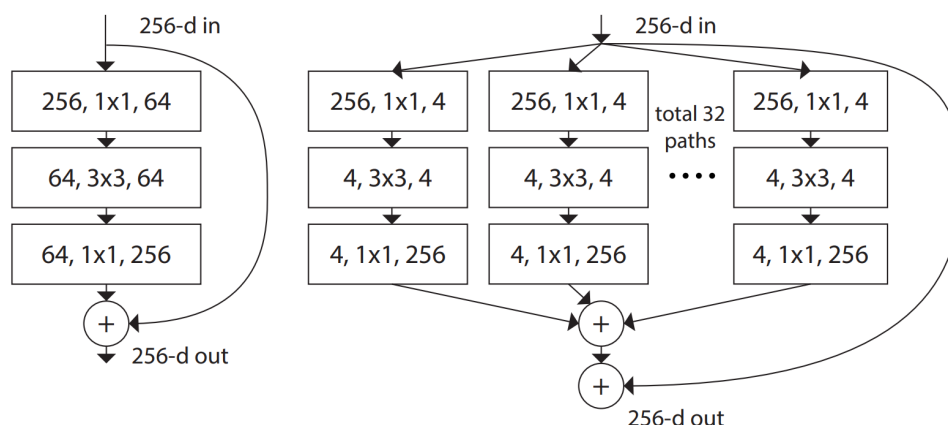 256-d in
256, 1x1, 64
64, 3x3, 64
64, 1x1, 256
+
256-d out
256-d in
256, 1x1, 4
256, 1x1, 4
total 32
paths
256, 1x1, 4
4, 3x3, 4
4, 3x3, 4
....
4, 3x3, 4
4, 1x1, 256
4, 1x1, 256
4, 1x1, 256
+
+
256-d out